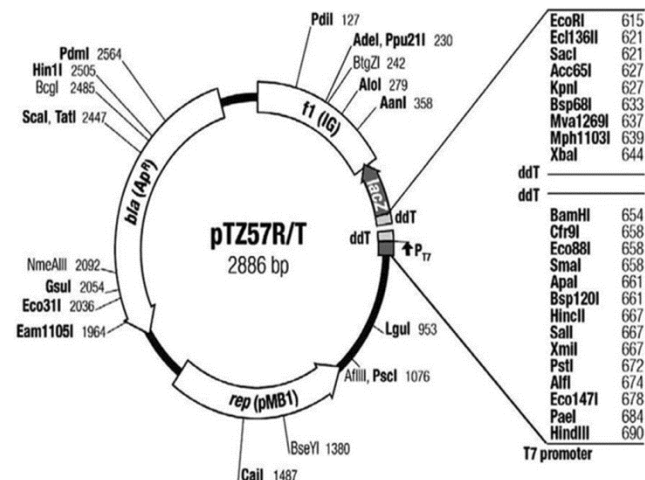 PdiI 127
AdeI, Ppu21I 230
BtgZI 242
AloI 279
AanI 358
PdmI 2564
Hin1I 2505
BcgI 2485
ScaI, TatI 2447
f1 (IG)
lacZ
bla (ApR)
ddT
ddT
PT7
pTZ57R/T
2886 bp
NmeAIII 2092
GsuI 2054
Eco31I 2036
Eam1105I 1964
LguI 953
AflIII, PscI 1076
rep (pMB1)
BseYI 1380
CaiI 1487
EcoRI 615
Ecl136II 621
SacI 621
Acc65I 627
KpnI 627
Bsp68I 633
Mva1269I 637
Mph1103I 639
XbaI 644
ddT
ddT
BamHI 654
Cfr9I 658
Eco88I 658
SmaI 658
ApaI 661
Bsp120I 661
HincII 667
SalI 667
XmiI 667
PstI 672
AlfI 674
Eco147I 678
PaeI 684
HindIII 690
T7 promoter